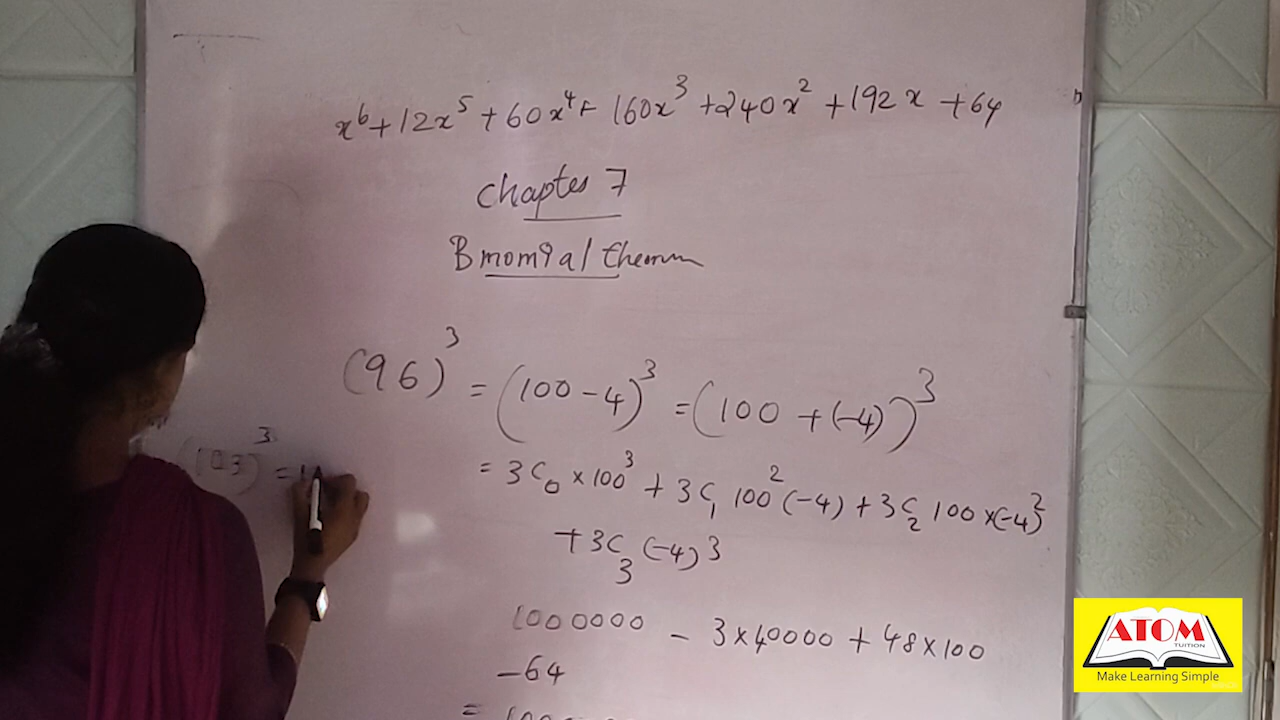 x⁶+12x⁵+60x⁴+160x³+240x²+192x+64
Chapter 7
Binomial theorem
(96)³ = (100-4)³ = (100+(-4))³
= 3C₀×100³ + 3C₁ 100²(-4) + 3C₂ 100×(-4)²
+3C₃(-4)³
(103)³ =
1000000 - 3×40000 + 48×100
-64
ATOM
TUITION
Make Learning Simple